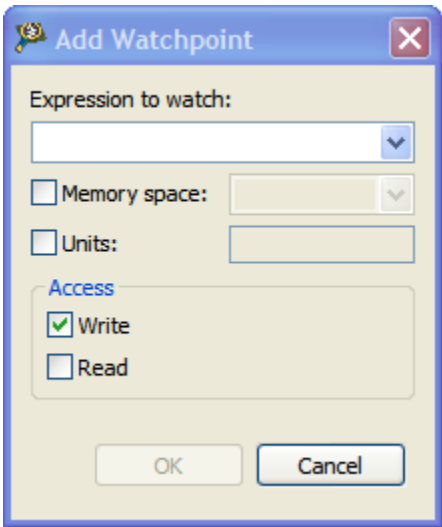 Add Watchpoint
Expression to watch:
Memory space:
Units:
Access
Write
Read
OK
Cancel